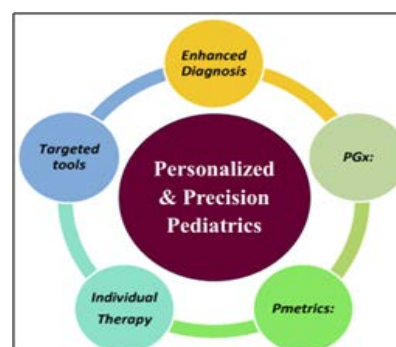 Enhanced
Diagnosis
Targeted
tools
PGx:
Personalized
& Precision
Pediatrics
Individual
Therapy
Pmetrics: